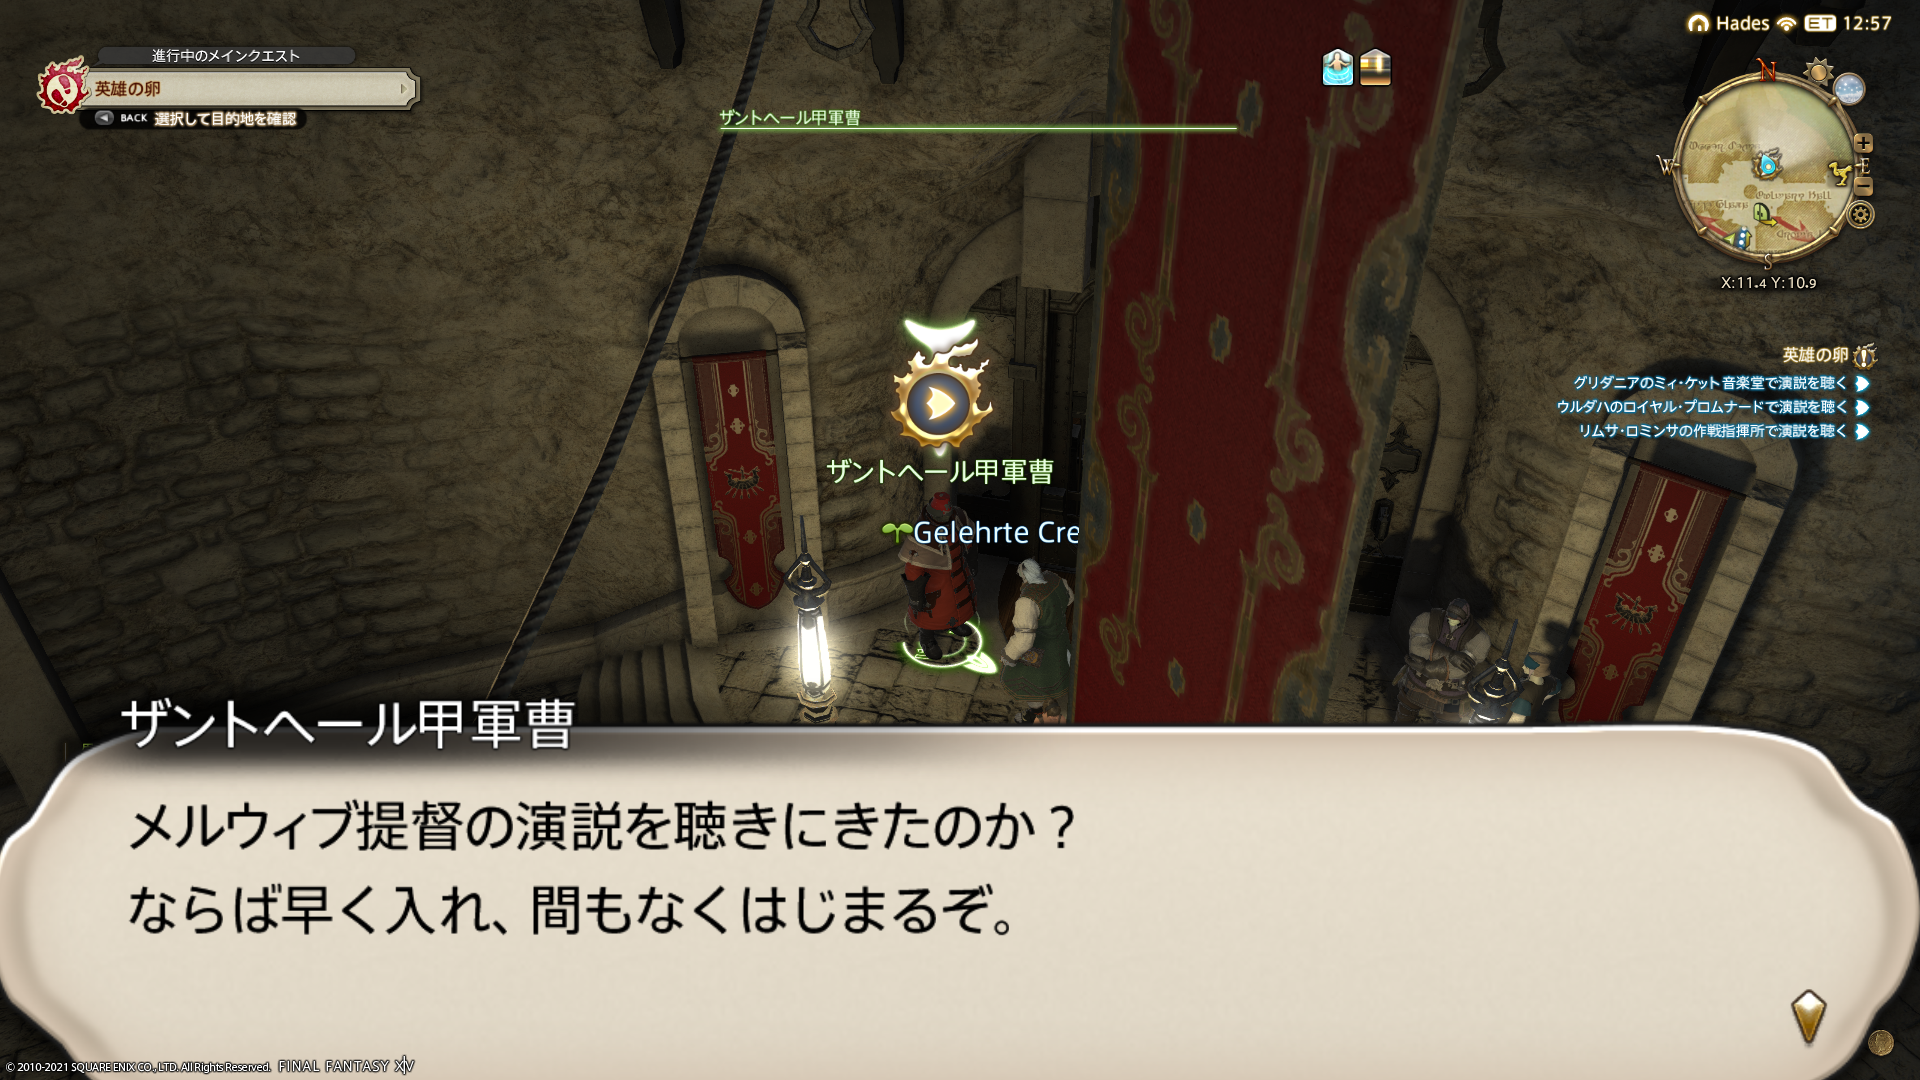 進行中のメインクエスト
英雄の卵
BACK 選択して目的地を確認
ザントヘール甲軍曹
Hades ET 12:57
N
W
E
S
X:11.4 Y:10.9
英雄の卵
グリダニアのミィ・ケット音楽堂で演説を聴く
ウルダハのロイヤル・プロムナードで演説を聴く
リムサ・ロミンサの作戦指揮所で演説を聴く
ザントヘール甲軍曹
Gelehrte Cre
ザントヘール甲軍曹
メルウィブ提督の演説を聴きにきたのか？
ならば早く入れ、間もなくはじまるぞ。
© 2010-2021 SQUARE ENIX CO., LTD. All Rights Reserved. FINAL FANTASY XIV